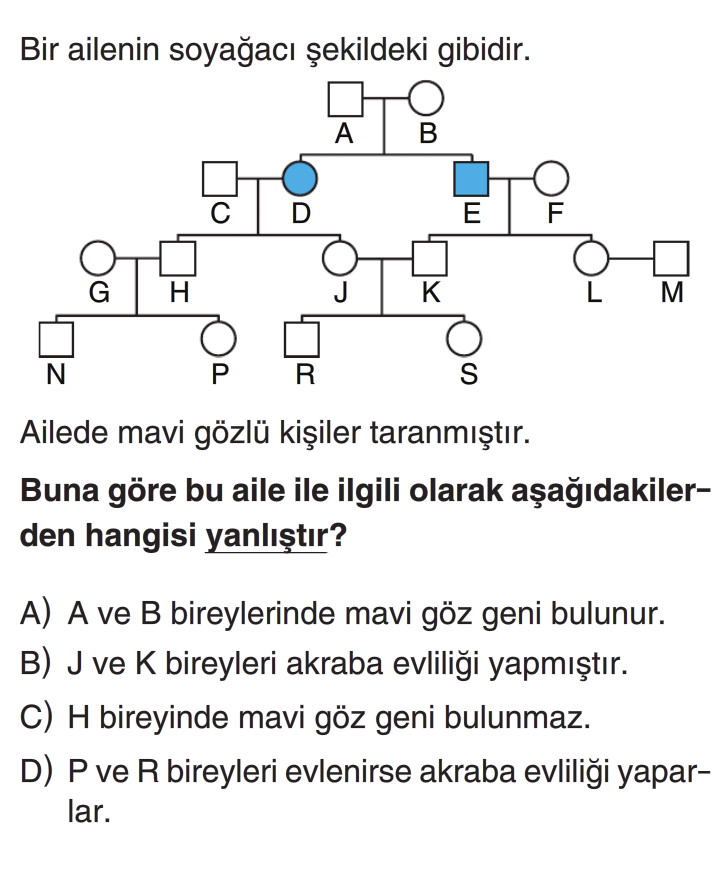 Bir ailenin soyağacı şekildeki gibidir.
A B
C D E F
G H J K L M
N P R S
Ailede mavi gözlü kişiler taranmıştır.
Buna göre bu aile ile ilgili olarak aşağıdakiler-
den hangisi yanlıştır?
A) A ve B bireylerinde mavi göz geni bulunur.
B) J ve K bireyleri akraba evliliği yapmıştır.
C) H bireyinde mavi göz geni bulunmaz.
D) P ve R bireyleri evlenirse akraba evliliği yapar-
lar.